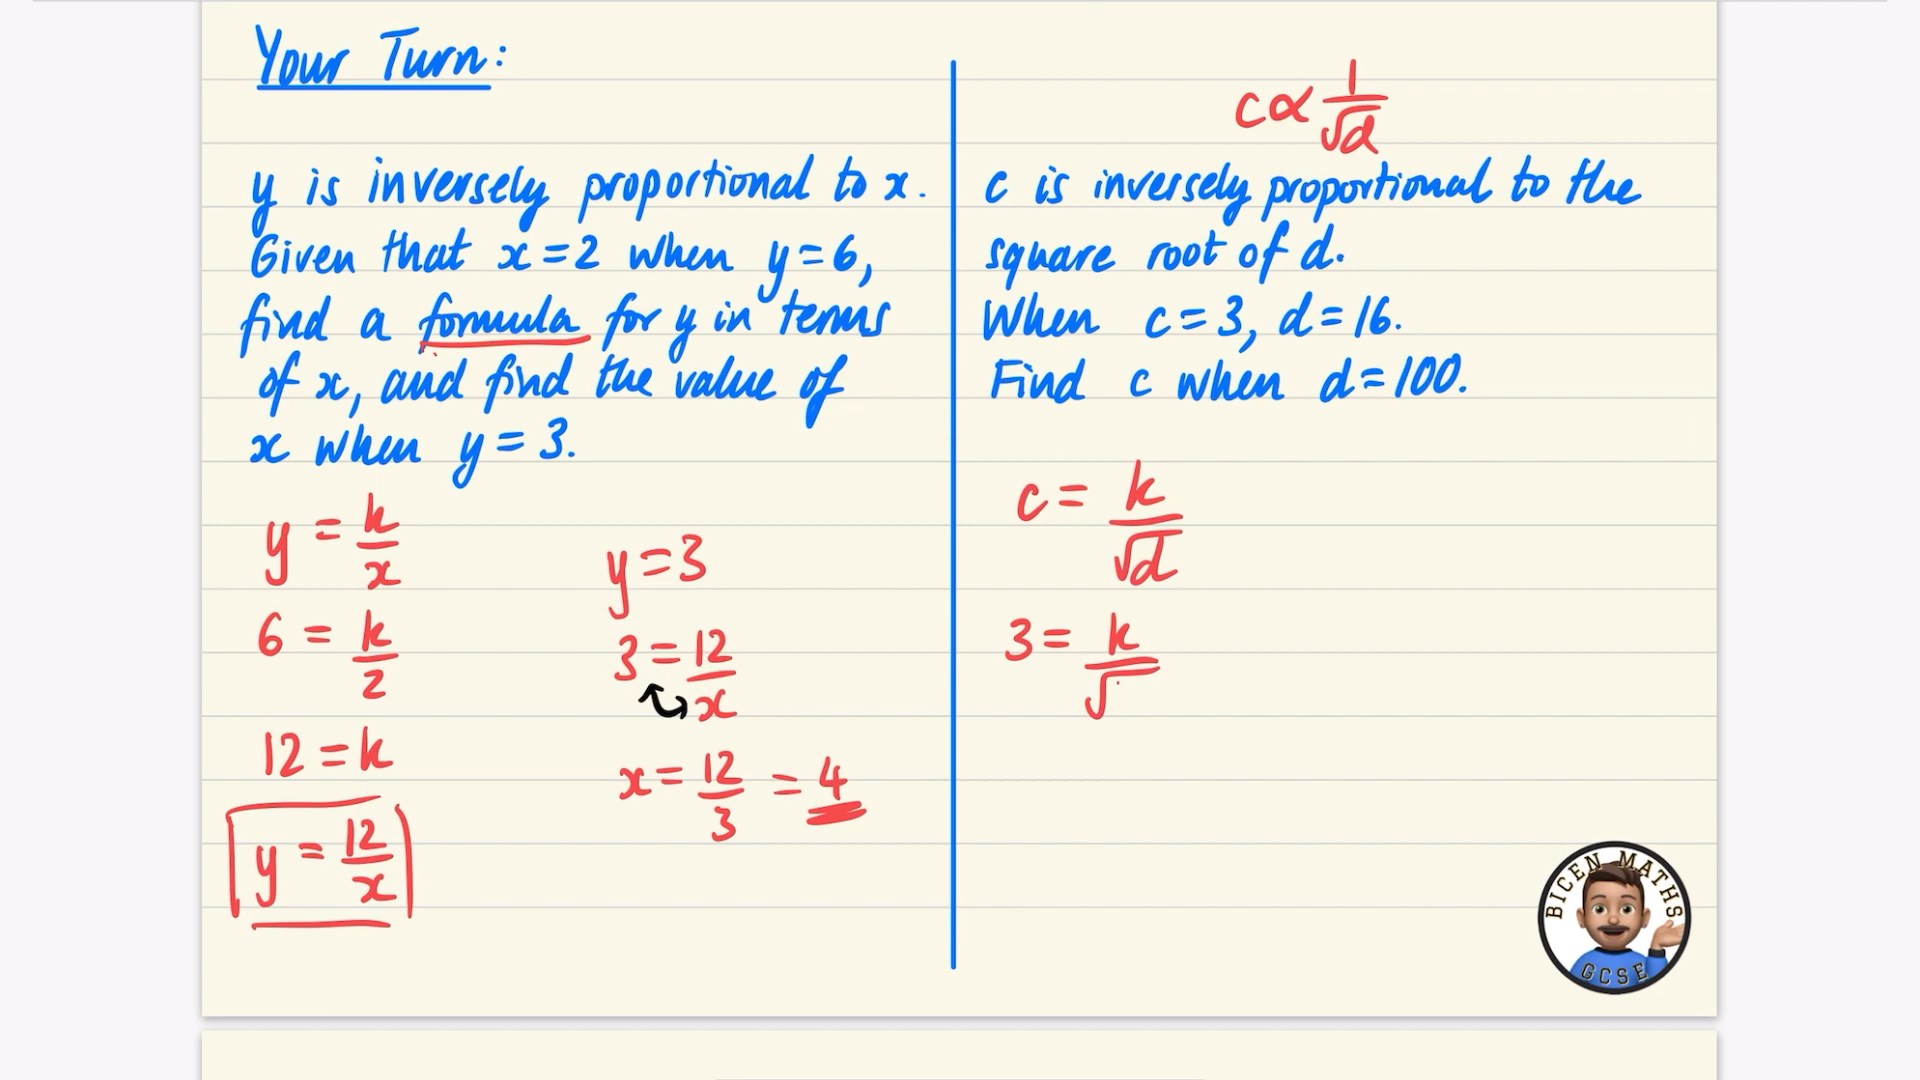 Your Turn:
y is inversely proportional to x.
Given that x=2 when y=6,
find a formula for y in terms
of x, and find the value of
x when y=3.
y = k/x
6 = k/2
12 = k
y = 12/x
y=3
3 = 12/x
x = 12/3 = 4
c ∝ 1/√d
c is inversely proportional to the
square root of d.
When c=3, d=16.
Find c when d=100.
c = k/√d
3 = k/√
BICEN MATHS
GCSE